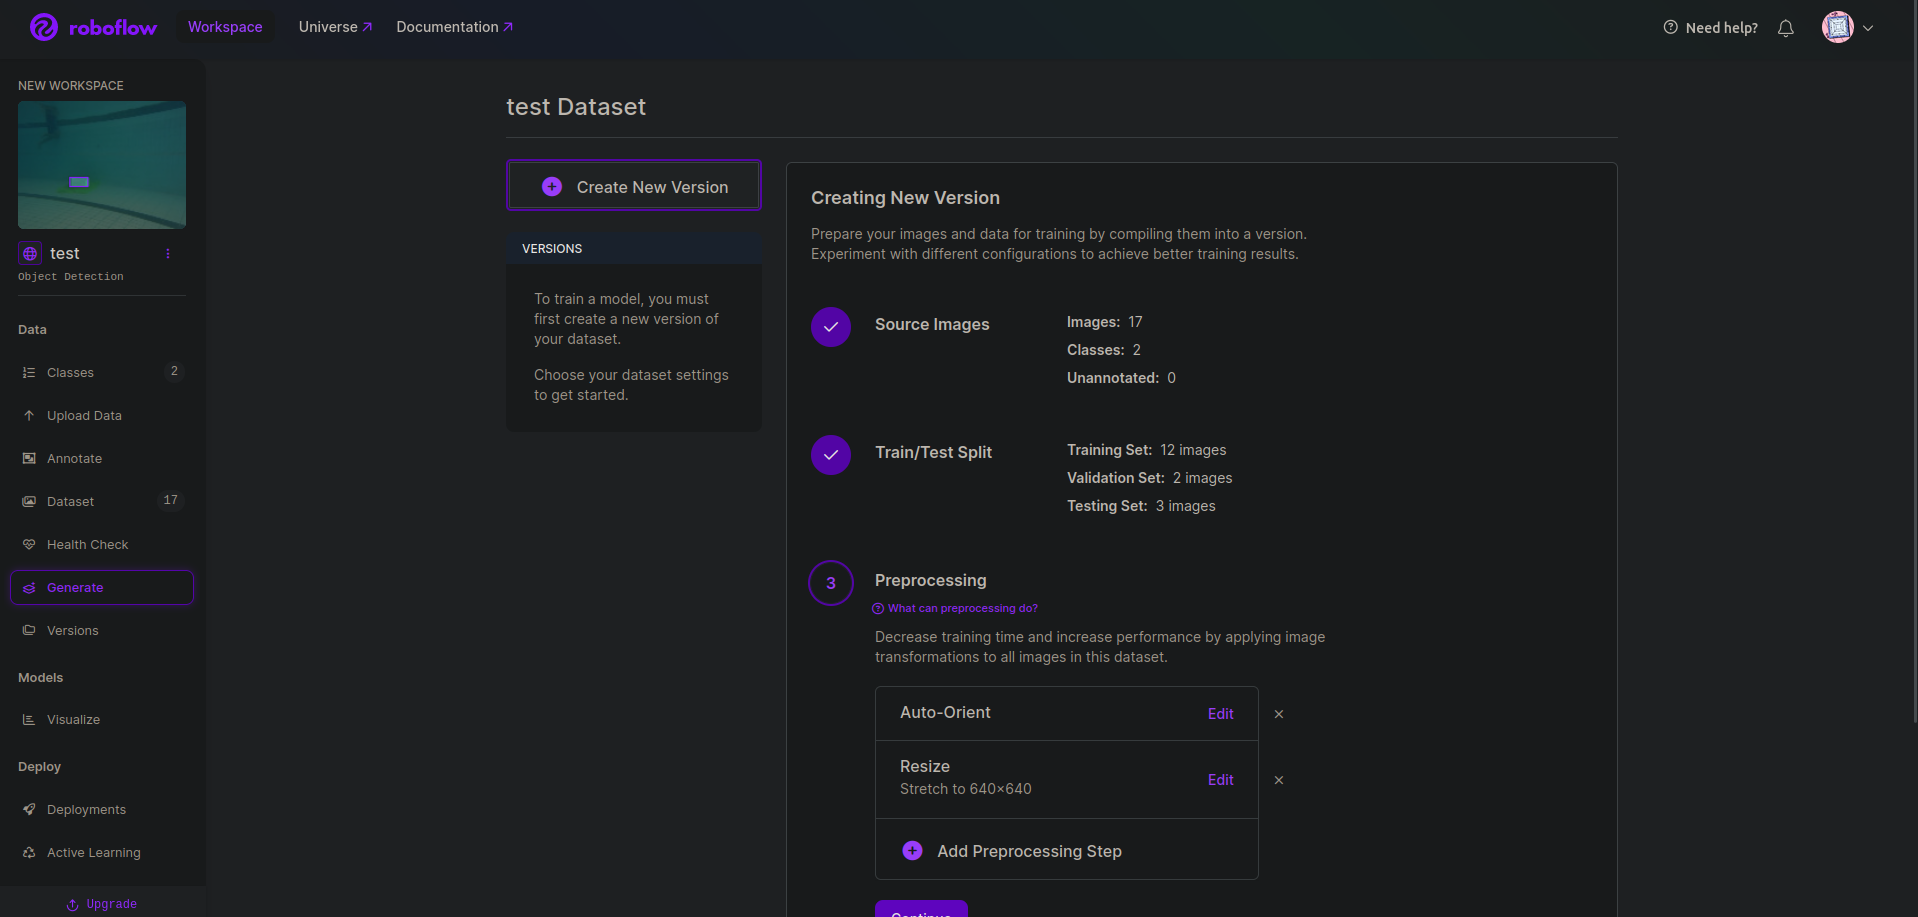 roboflow
Workspace
Universe
Documentation
Need help?
NEW WORKSPACE
test
Object Detection
Data
Classes 2
Upload Data
Annotate
Dataset 17
Health Check
Generate
Versions
Models
Visualize
Deploy
Deployments
Active Learning
Upgrade
test Dataset
Create New Version
VERSIONS
To train a model, you must
first create a new version of
your dataset.
Choose your dataset settings
to get started.
Creating New Version
Prepare your images and data for training by compiling them into a version.
Experiment with different configurations to achieve better training results.
Source Images
Images: 17
Classes: 2
Unannotated: 0
Train/Test Split
Training Set: 12 images
Validation Set: 2 images
Testing Set: 3 images
3
Preprocessing
What can preprocessing do?
Decrease training time and increase performance by applying image
transformations to all images in this dataset.
Auto-Orient
Edit
Resize
Stretch to 640×640
Edit
Add Preprocessing Step
Continue